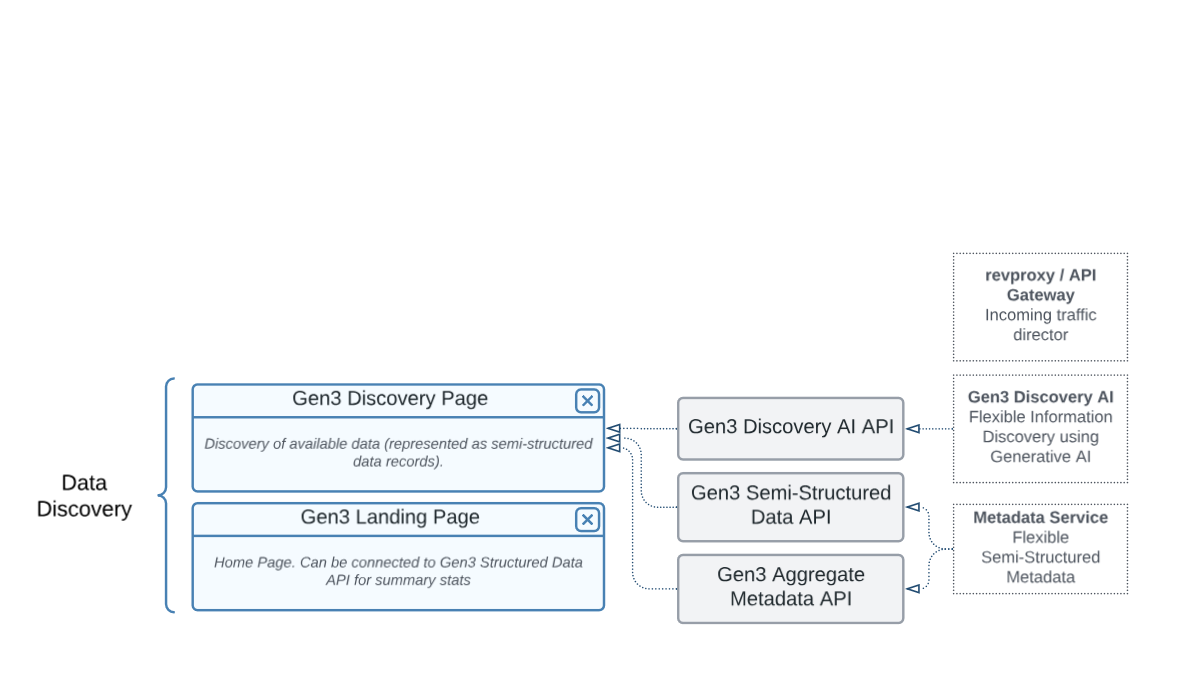 revproxy / API
Gateway
Incoming traffic
director
Data
Discovery
Gen3 Discovery Page
Discovery of available data (represented as semi-structured
data records).
Gen3 Landing Page
Home Page. Can be connected to Gen3 Structured Data
API for summary stats
Gen3 Discovery AI API
Gen3 Semi-Structured
Data API
Gen3 Aggregate
Metadata API
Gen3 Discovery AI
Flexible Information
Discovery using
Generative AI
Metadata Service
Flexible
Semi-Structured
Metadata